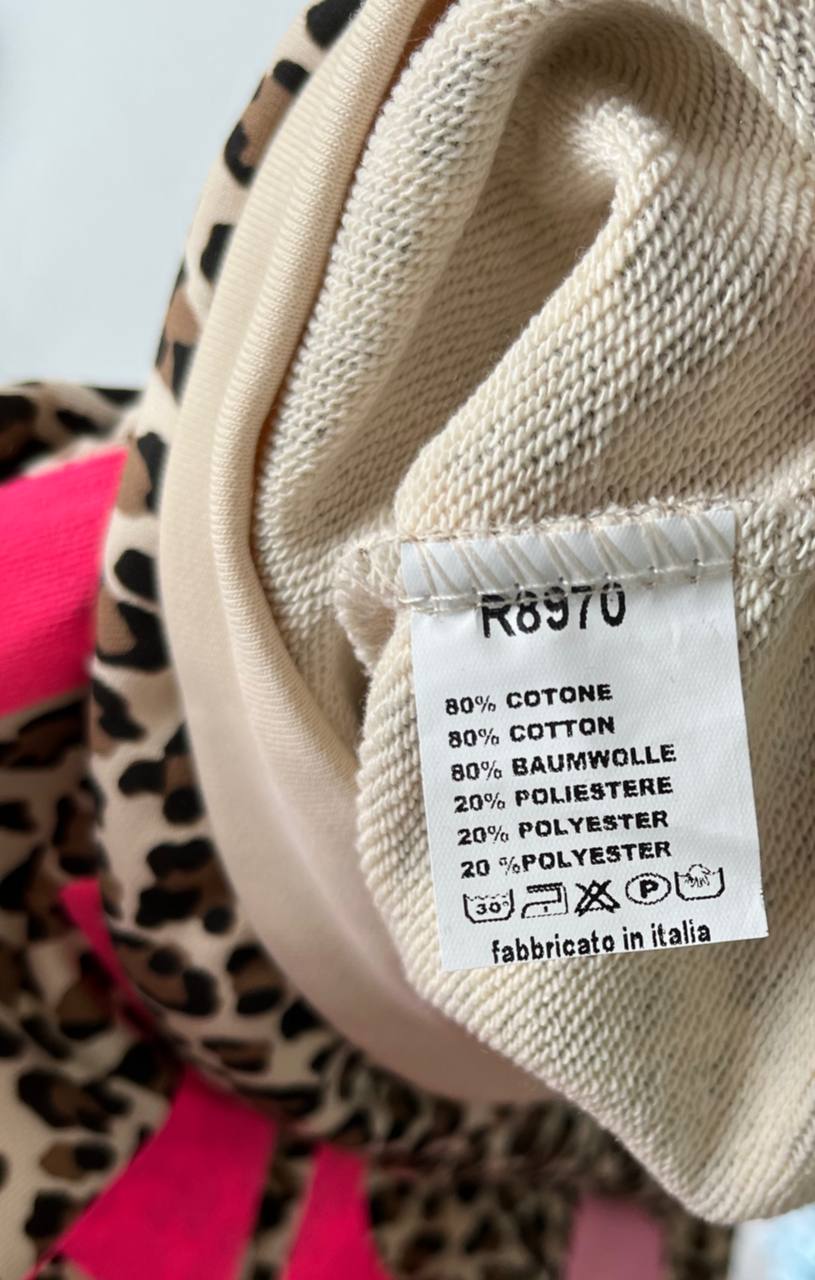 R8970
80% COTONE
80% COTTON
80% BAUMWOLLE
20% POLIESTERE
20% POLYESTER
20 %POLYESTER
30° P
fabbricato in italia